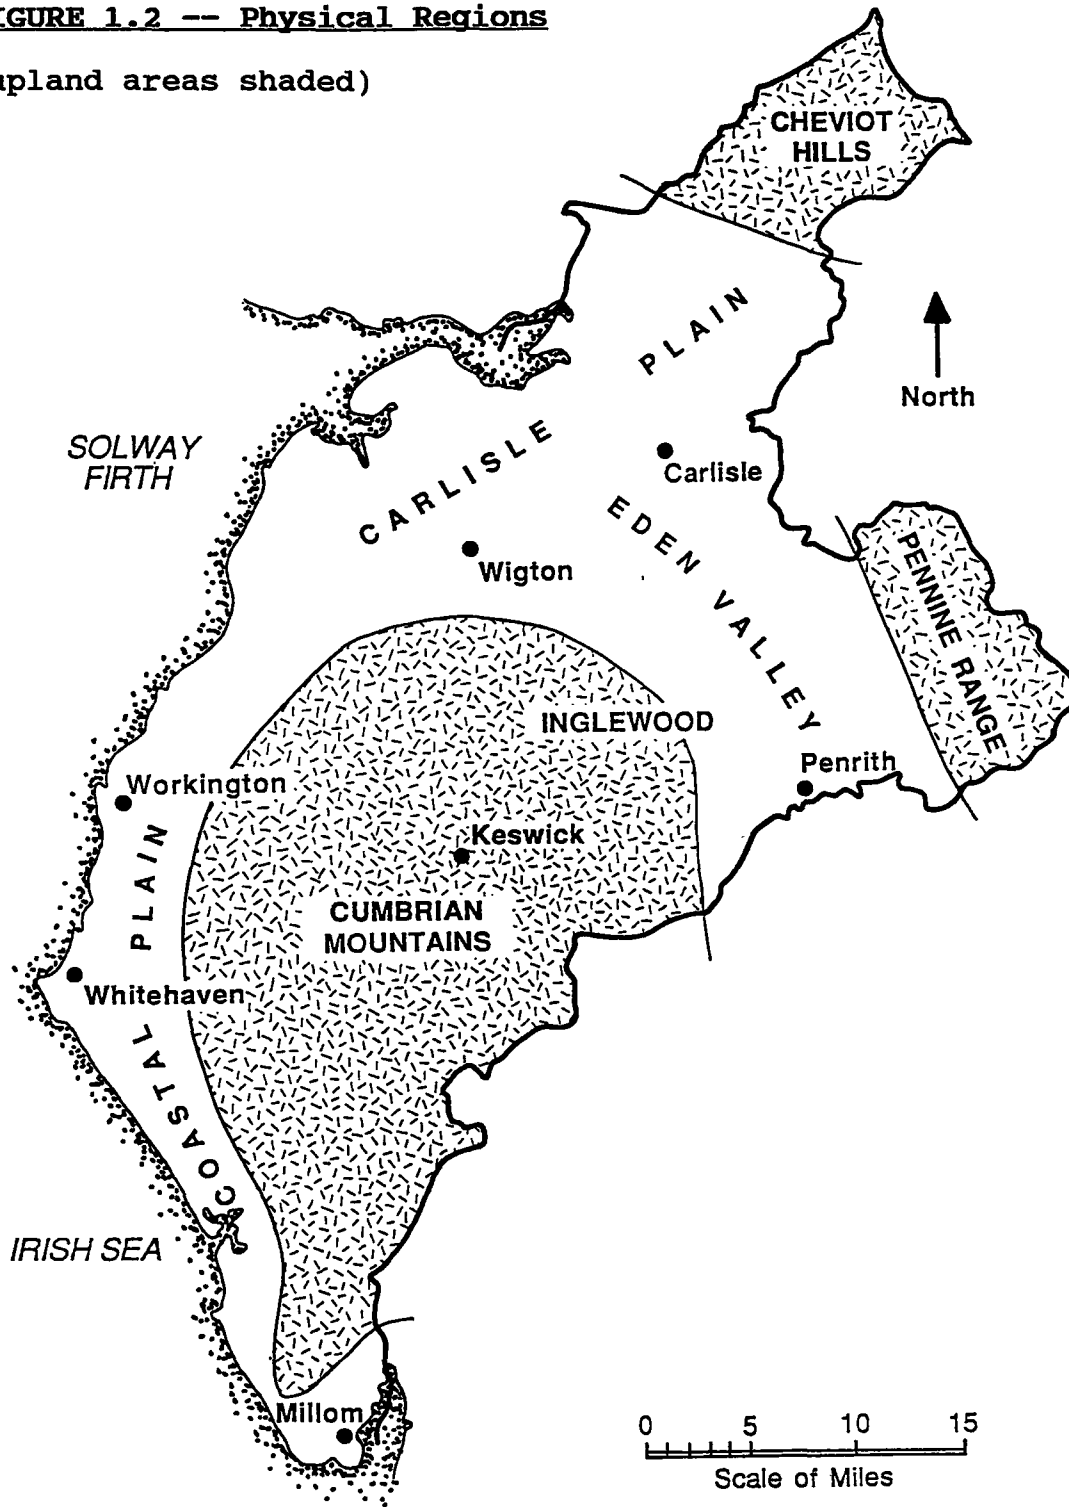 IGURE 1.2 -- Physical Regions
upland areas shaded)
CHEVIOT
HILLS
North
CARLISLE PLAIN
SOLWAY
FIRTH
Carlisle
EDEN VALLEY
Wigton
PENNINE RANGE
INGLEWOOD
Penrith
Workington
Keswick
CUMBRIAN
MOUNTAINS
Whitehaven
COASTAL PLAIN
IRISH SEA
Millom
0 5 10 15
Scale of Miles